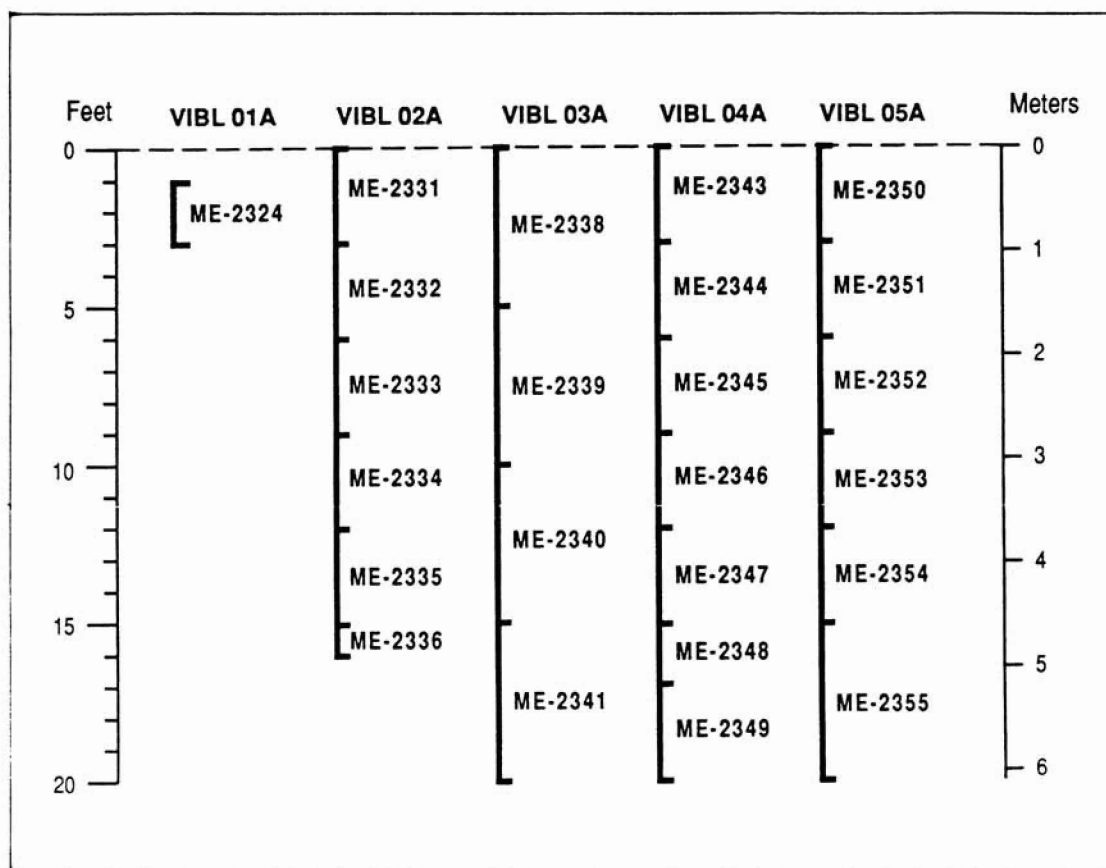 Feet VIBL 01A VIBL 02A VIBL 03A VIBL 04A VIBL 05A Meters
0 0
ME-2324 ME-2331 ME-2338 ME-2343 ME-2350
1
ME-2332 ME-2344 ME-2351
5
2
ME-2333 ME-2339 ME-2345 ME-2352
3
10 ME-2334 ME-2346 ME-2353
ME-2340
4
ME-2335 ME-2347 ME-2354
15
ME-2336 ME-2348
5
ME-2341 ME-2349 ME-2355
6
20